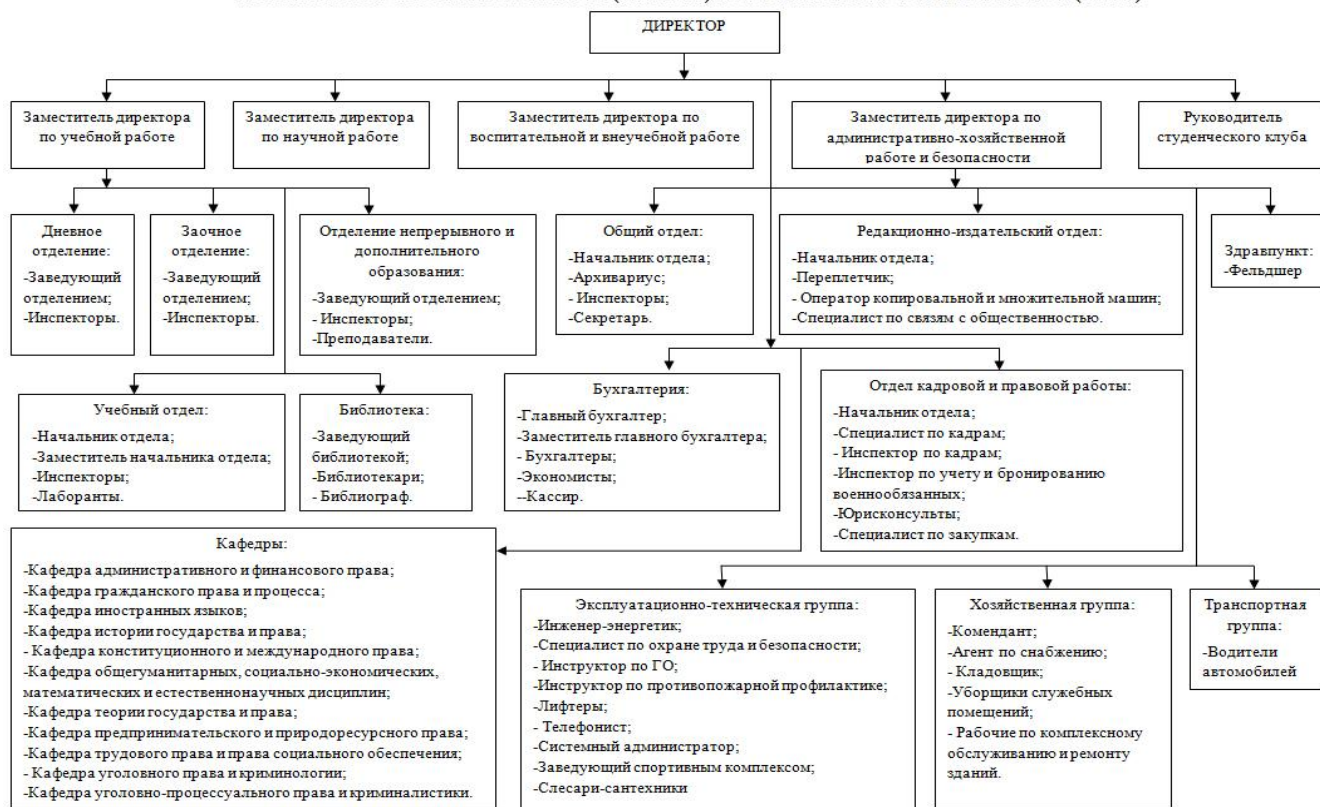 ДИРЕКТОР
Заместитель директора
по учебной работе
Заместитель директора
по научной работе
Заместитель директора по
воспитательной и внеучебной работе
Заместитель директора по
административно-хозяйственной
работе и безопасности
Руководитель
студенческого клуба
Дневное
отделение:
-Заведующий
отделением;
-Инспекторы.
Заочное
отделение:
-Заведующий
отделением;
-Инспекторы.
Отделение непрерывного и
дополнительного
образования:
-Заведующий отделением;
- Инспекторы;
-Преподаватели.
Общий отдел:
-Начальник отдела;
-Архивариус;
- Инспекторы;
-Секретарь.
Редакционно-издательский отдел:
-Начальник отдела;
-Переплетчик;
- Оператор копировальной и множительной машин;
-Специалист по связям с общественностью.
Здравпункт:
-Фельдшер
Учебный отдел:
-Начальник отдела;
-Заместитель начальника отдела;
-Инспекторы;
-Лаборанты.
Библиотека:
-Заведующий
библиотекой;
-Библиотекари;
- Библиограф.
Бухгалтерия:
-Главный бухгалтер;
-Заместитель главного бухгалтера;
- Бухгалтеры;
-Экономисты;
--Кассир.
Отдел кадровой и правовой работы:
-Начальник отдела;
-Специалист по кадрам;
- Инспектор по кадрам;
-Инспектор по учету и бронированию
военнообязанных;
-Юрисконсульты;
-Специалист по закупкам.
Кафедры:
-Кафедра административного и финансового права;
-Кафедра гражданского права и процесса;
-Кафедра иностранных языков;
-Кафедра истории государства и права;
- Кафедра конституционного и международного права;
-Кафедра общегуманитарных, социально-экономических,
математических и естественнонаучных дисциплин;
-Кафедра теории государства и права;
-Кафедра предпринимательского и природоресурсного права;
-Кафедра трудового права и права социального обеспечения;
- Кафедра уголовного права и криминологии;
-Кафедра уголовно-процессуального права и криминалистики.
Эксплуатационно-техническая группа:
-Инженер-энергетик;
-Специалист по охране труда и безопасности;
- Инструктор по ГО;
-Инструктор по противопожарной профилактике;
-Лифтеры;
- Телефонист;
-Системный администратор;
-Заведующий спортивным комплексом;
-Слесари-сантехники
Хозяйственная группа:
-Комендант;
-Агент по снабжению;
- Кладовщик;
-Уборщики служебных
помещений;
- Рабочие по комплексному
обслуживанию и ремонту
зданий.
Транспортная
группа:
-Водители
автомобилей